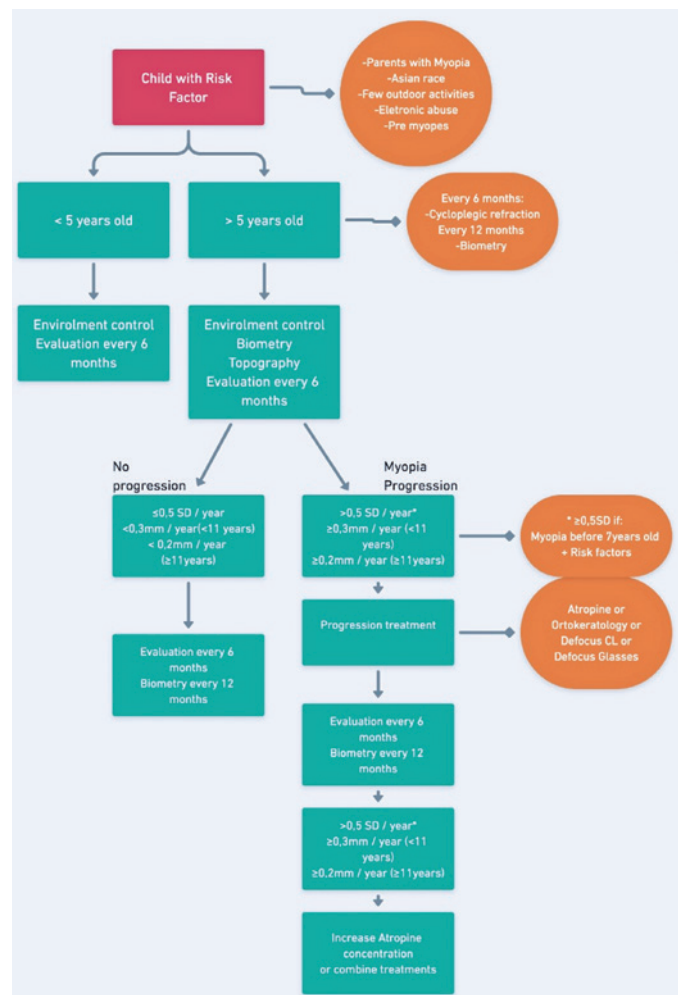 Child with Risk
Factor
-Parents with Myopia
-Asian race
-Few outdoor activities
-Eletronic abuse
-Pre myopes
< 5 years old
> 5 years old
Every 6 months:
-Cycloplegic refraction
Every 12 months
-Biometry
Envirolment control
Evaluation every 6
months
Envirolment control
Biometry
Topography
Evaluation every 6
months
No
progression
Myopia
Progression
≤0,5 SD / year
<0,3mm / year(<11 years)
< 0,2mm / year
(≥11years)
>0,5 SD / year*
≥0,3mm / year (<11
years)
≥0,2mm / year (≥11years)
* ≥0,5SD if:
Myopia before 7years old
+ Risk factors
Progression treatment
Atropine or
Ortokeratology or
Defocus CL or
Defocus Glasses
Evaluation every 6
months
Biometry every 12
months
Evaluation every 6
months
Biometry every 12
months
>0,5 SD / year*
≥0,3mm / year (<11
years)
≥0,2mm / year (≥11years)
Increase Atropine
concentration
or combine treatments